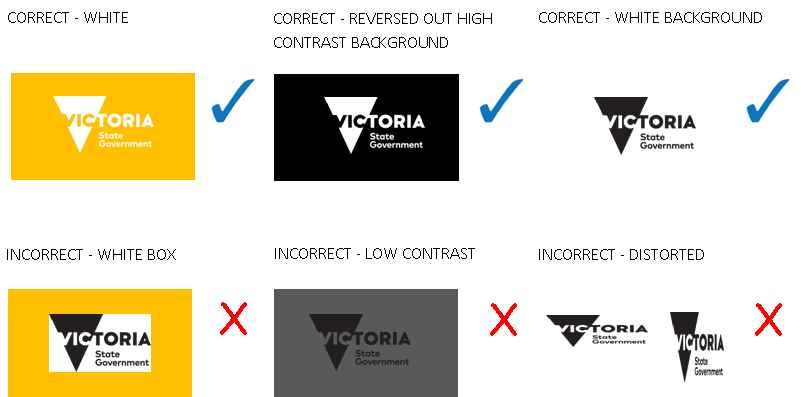 CORRECT - WHITE
CORRECT - REVERSED OUT HIGH
CONTRAST BACKGROUND
CORRECT - WHITE BACKGROUND
VICTORIA
State
Government
VICTORIA
State
Government
VICTORIA
State
Government
INCORRECT - WHITE BOX
INCORRECT - LOW CONTRAST
INCORRECT - DISTORTED
VICTORIA
State
Government
VICTORIA
State
Government
VICTORIA
State
Government
VICTORIA
State
Government